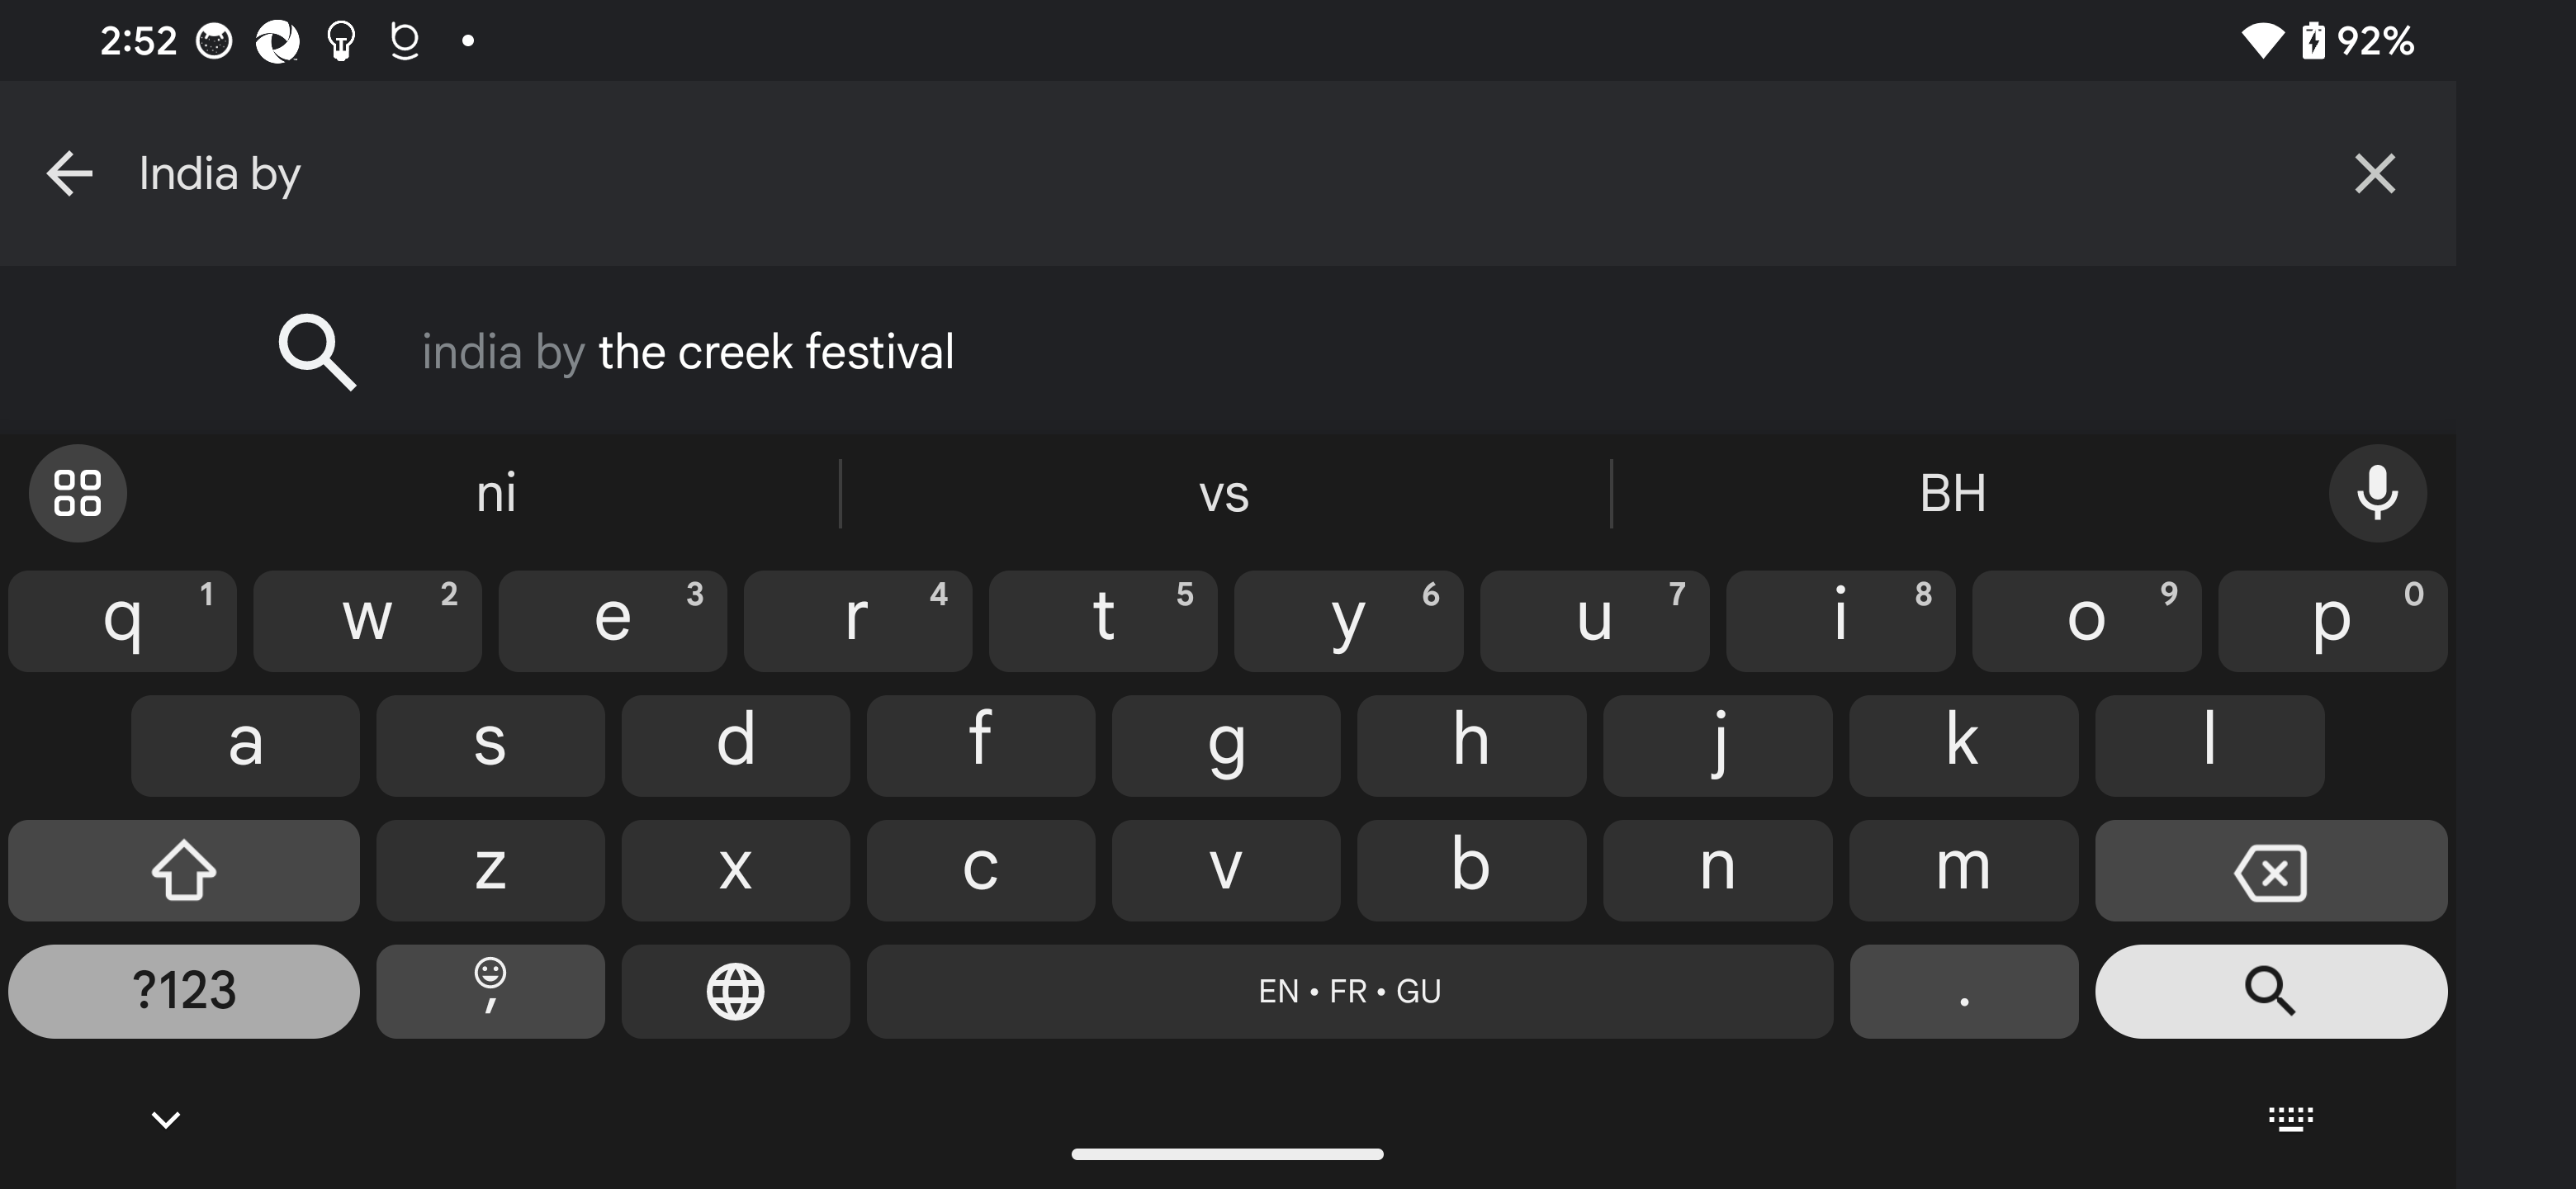 2:52 92%
India by
india by the creek festival
ni vs BH
q 1 w 2 e 3 r 4 t 5 y 6 u 7 i 8 o 9 p 0
a s d f g h j k l
z x c v b n m
?123 , EN • FR • GU .